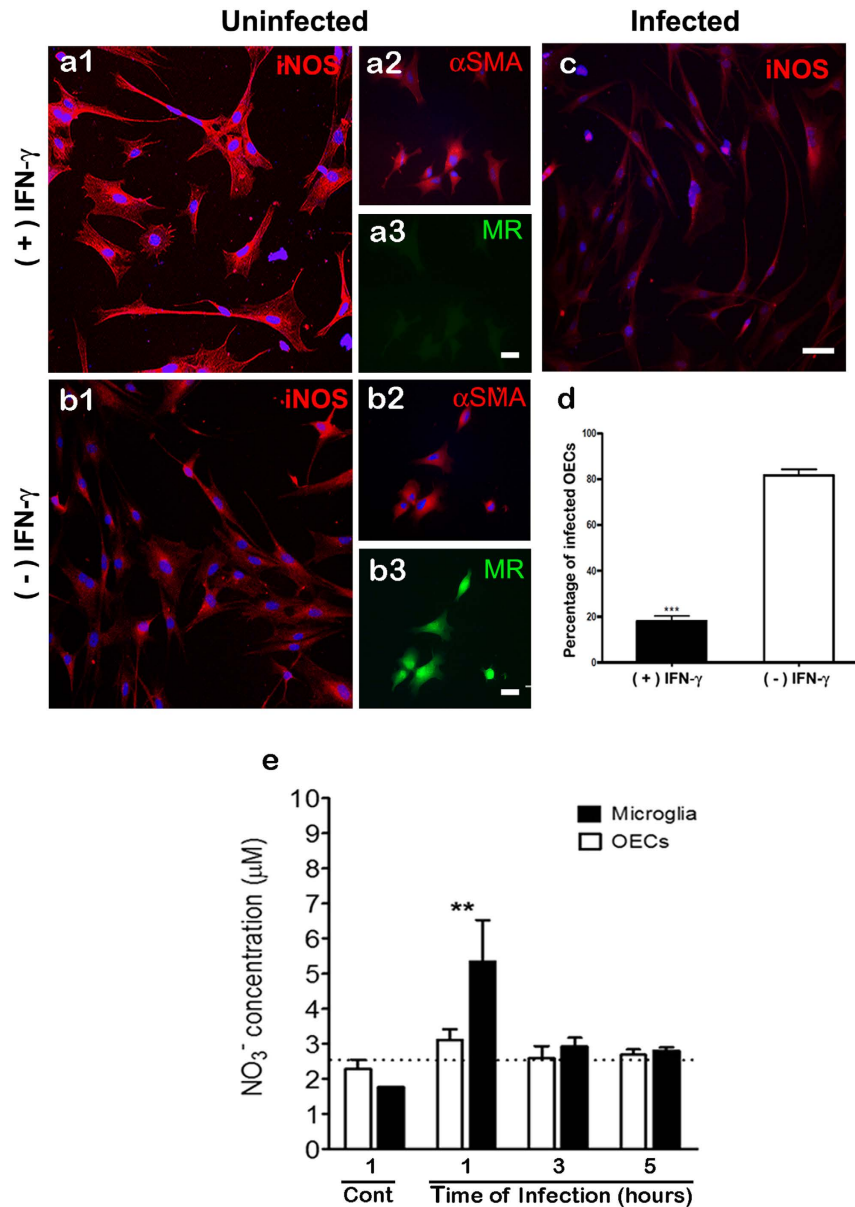 Uninfected
Infected
a1
iNOS
a2
αSMA
c
iNOS
( + ) IFN-γ
a3
MR
b1
iNOS
b2
αSMA
d
( - ) IFN-γ
b3
MR
Percentage of infected OECs
100
80
60
40
20
0
***
( + ) IFN-γ
( - ) IFN-γ
e
NO3- concentration (µM)
10
9
8
7
6
5
4
3
2
1
0
Microglia
OECs
**
1
1
3
5
Cont
Time of Infection (hours)